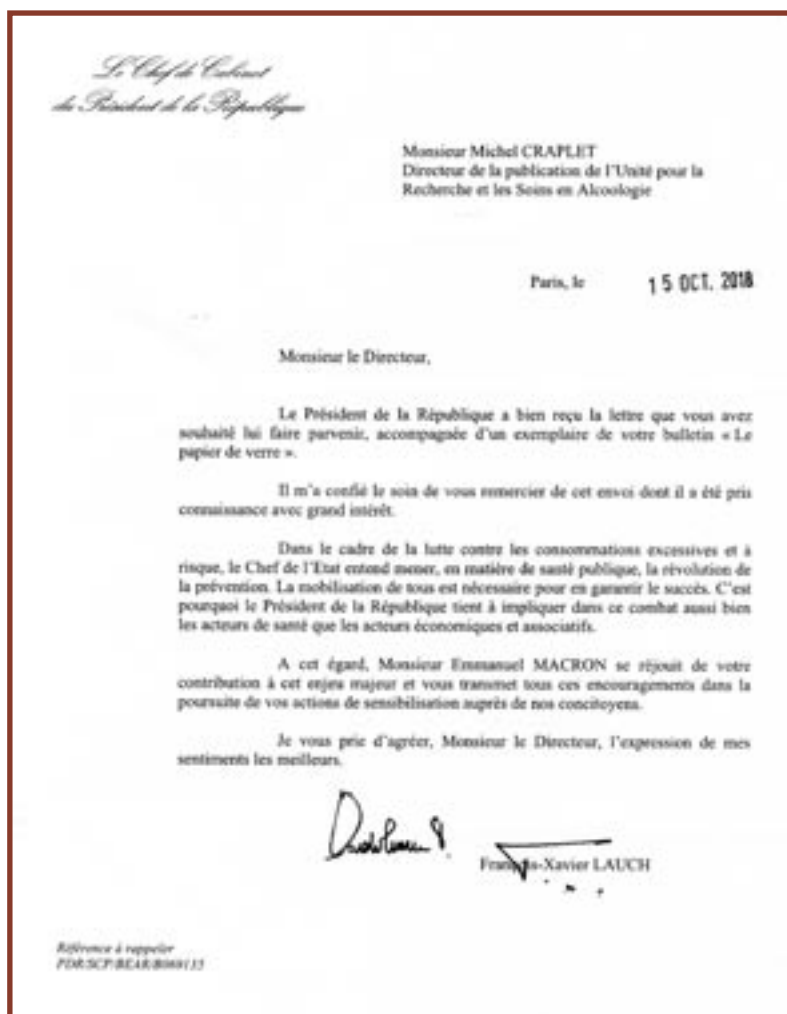 Le Chef de Cabinet
du Président de la République
Monsieur Michel CRAPLET
Directeur de la publication de l'Unité pour la
Recherche et les Soins en Alcoologie
Paris, le 15 OCT. 2018
Monsieur le Directeur,
Le Président de la République a bien reçu la lettre que vous avez
souhaité lui faire parvenir, accompagnée d'un exemplaire de votre bulletin « Le
papier de verre ».
Il m'a confié le soin de vous remercier de cet envoi dont il a été pris
connaissance avec grand intérêt.
Dans le cadre de la lutte contre les consommations excessives et à
risque, le Chef de l'Etat entend mener, en matière de santé publique, la révolution de
la prévention. La mobilisation de tous est nécessaire pour en garantir le succès. C'est
pourquoi le Président de la République tient à impliquer dans ce combat aussi bien
les acteurs de santé que les acteurs économiques et associatifs.
A cet égard, Monsieur Emmanuel MACRON se réjouit de votre
contribution à cet enjeu majeur et vous transmet tous ces encouragements dans la
poursuite de vos actions de sensibilisation auprès de nos concitoyens.
Je vous prie d'agréer, Monsieur le Directeur, l'expression de mes
sentiments les meilleurs.
François-Xavier LAUCH
Référence à rappeler